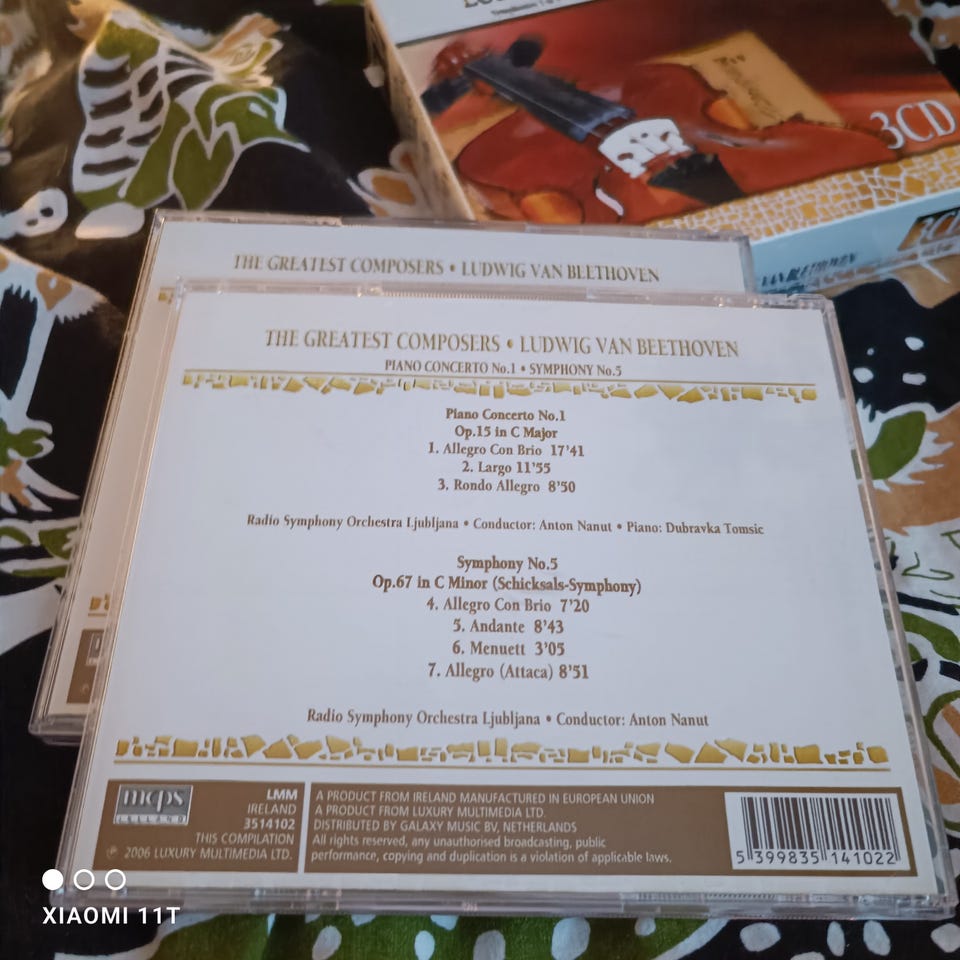 3CD
THE GREATEST COMPOSERS • LUDWIG VAN BEETHOVEN
THE GREATEST COMPOSERS • LUDWIG VAN BEETHOVEN
PIANO CONCERTO No.1 • SYMPHONY No.5
Piano Concerto No.1
Op.15 in C Major
1. Allegro Con Brio 17'41
2. Largo 11'55
3. Rondo Allegro 8'50
Radio Symphony Orchestra Ljubljana • Conductor: Anton Nanut • Piano: Dubravka Tomsic
Symphony No.5
Op.67 in C Minor (Schicksals-Symphony)
4. Allegro Con Brio 7'20
5. Andante 8'43
6. Menuett 3'05
7. Allegro (Attaca) 8'51
Radio Symphony Orchestra Ljubljana • Conductor: Anton Nanut
mcps
IRELAND
LMM
IRELAND
3514102
THIS COMPILATION
℗ 2006 LUXURY MULTIMEDIA LTD.
A PRODUCT FROM IRELAND MANUFACTURED IN EUROPEAN UNION
A PRODUCT FROM LUXURY MULTIMEDIA LTD.
DISTRIBUTED BY GALAXY MUSIC BV, NETHERLANDS
All rights reserved, any unauthorised broadcasting, public
performance, copying and duplication is a violation of applicable laws.
5 399835 141022
XIAOMI 11T